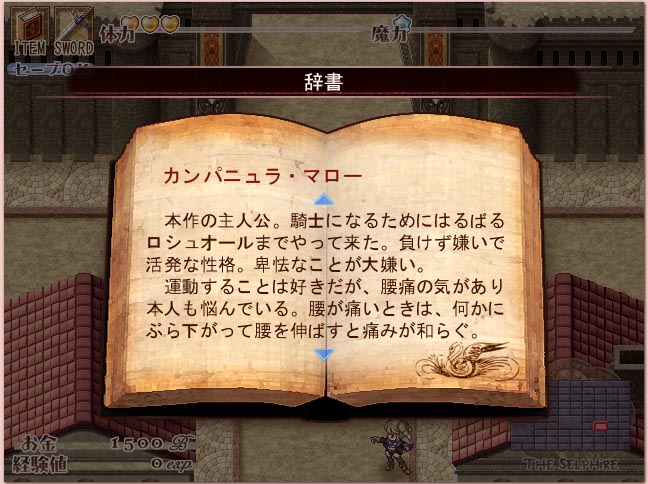 ITEM SWORD 体力 魔力
セーブOK
辞書
カンパニュラ・マロー
本作の主人公。騎士になるためにはるばる
ロシュオールまでやって来た。負けず嫌いで
活発な性格。卑怯なことが大嫌い。
運動することは好きだが、腰痛の気があり
本人も悩んでいる。腰が痛いときは、何かに
ぶら下がって腰を伸ばすと痛みが和らぐ。
お金 1500 B
経験値 0 exp
THE SELPHIRE